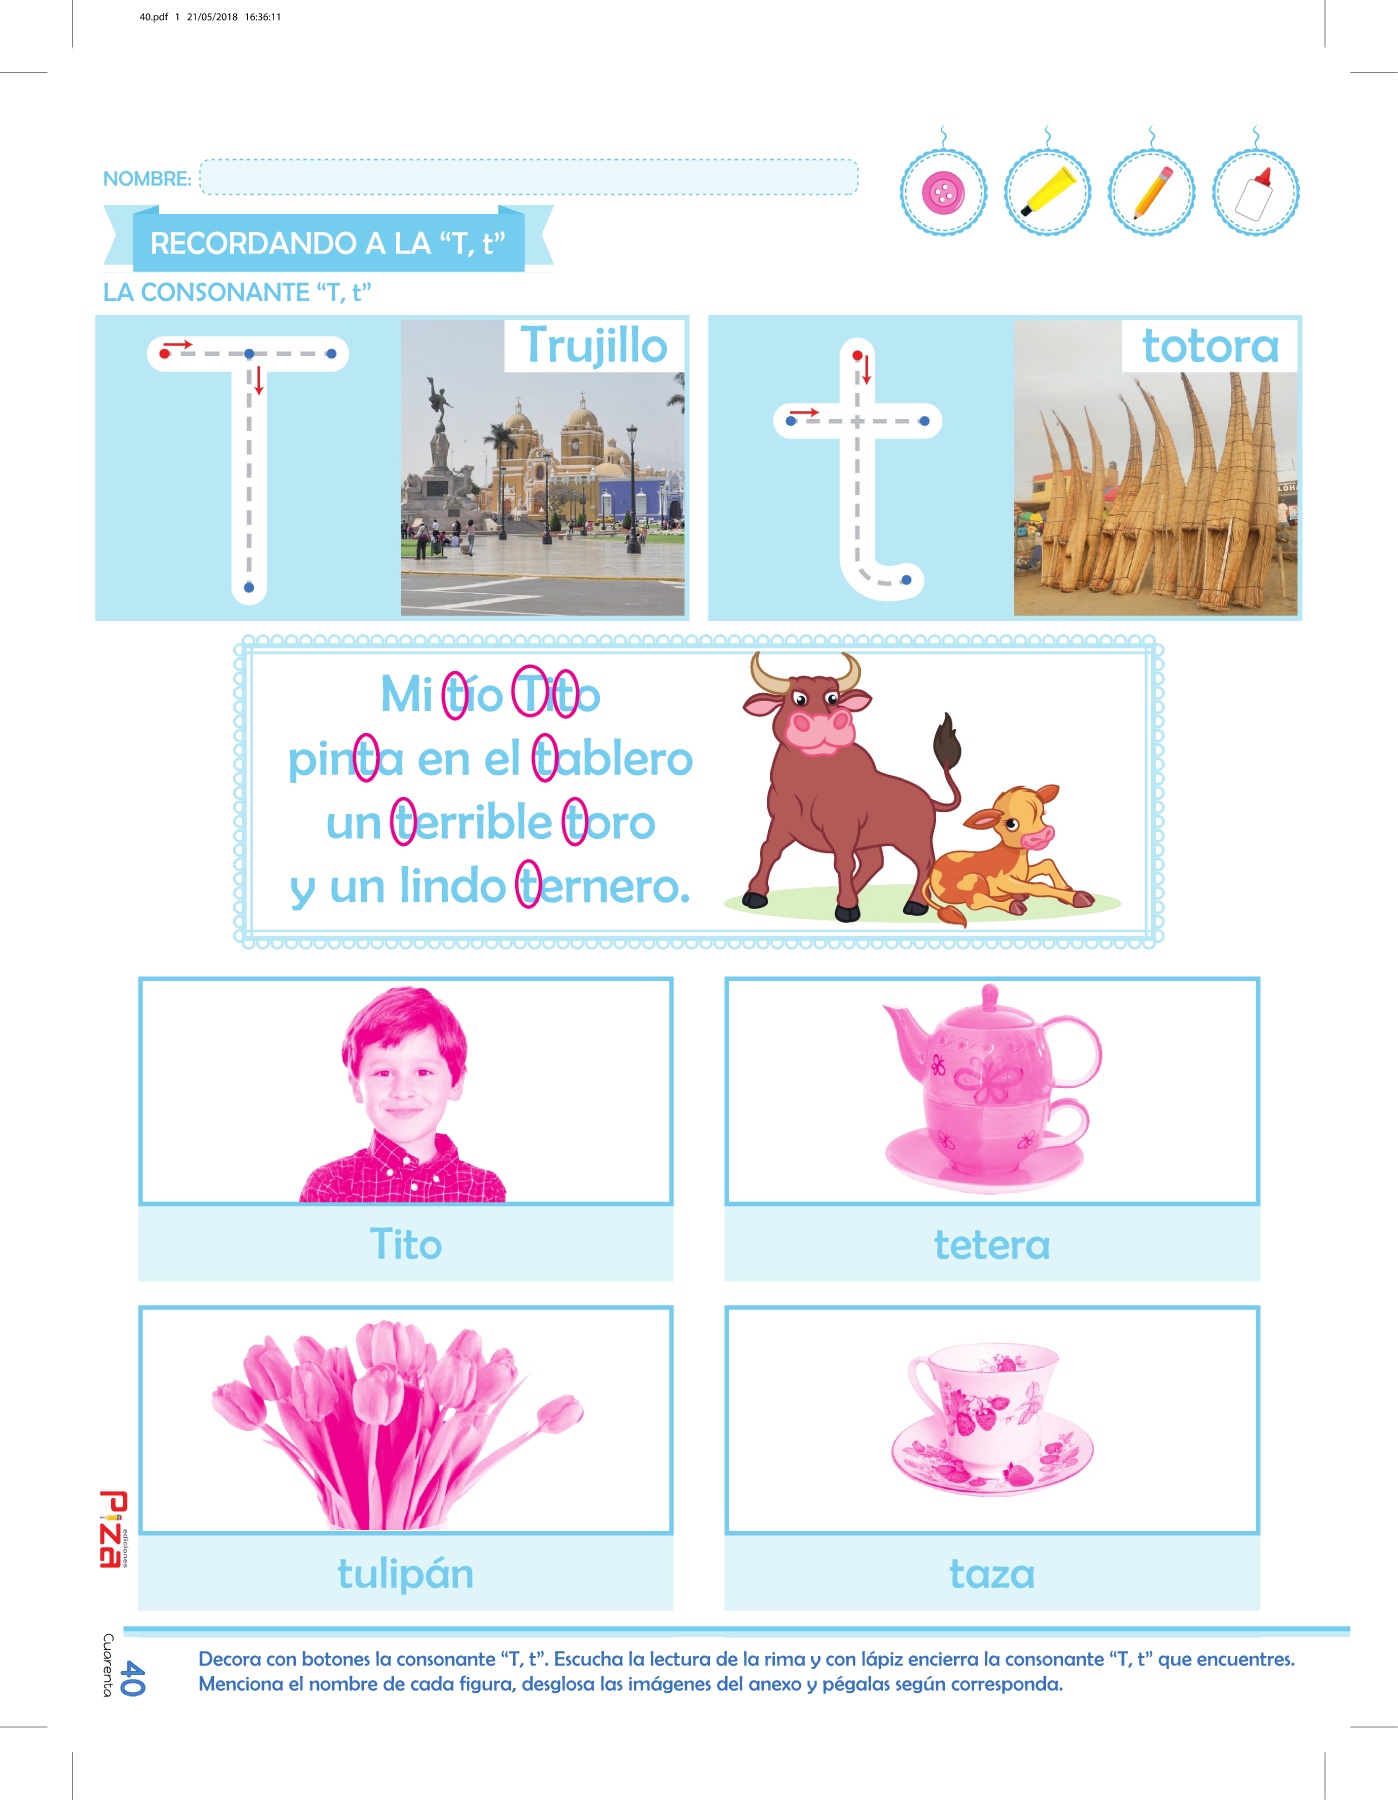 40.pdf 1 21/05/2018 16:36:11
NOMBRE:
RECORDANDO A LA “T, t”
LA CONSONANTE “T, t”
T
Trujillo
t
totora
Mi tío Tito
pinta en el tablero
un terrible toro
y un lindo ternero.
Tito
tetera
tulipán
taza
Piza
ediciones
Cuarenta
40
Decora con botones la consonante “T, t”. Escucha la lectura de la rima y con lápiz encierra la consonante “T, t” que encuentres.
Menciona el nombre de cada figura, desglosa las imágenes del anexo y pégalas según corresponda.